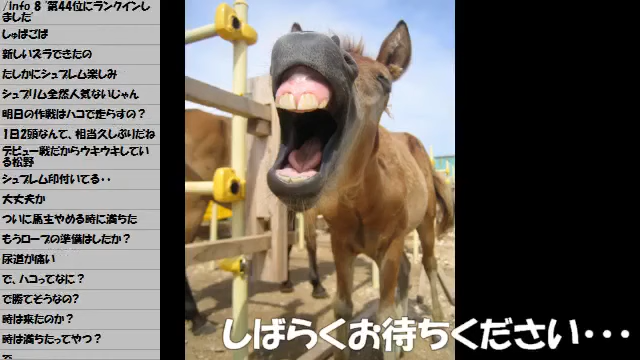 /info 8 "第44位にランクインし
ました"
しゅばごば
新しいズラできたの
たしかにシュブレム楽しみ
シュプリム全然人気ないじゃん
明日の作戦はハコで走らすの？
1日2頭なんて、相当久しぶりだね
デビュー戦だからウキウキしてい
る松野
シュブレム印付いてる・・
大丈夫か
ついに馬主やめる時に満ちた
もうロープの準備はしたか？
尿道が痛い
で、ハコってなに？
で勝てそうなの？
時は来たのか？
時は満ちたってやつ？
しばらくお待ちください・・・